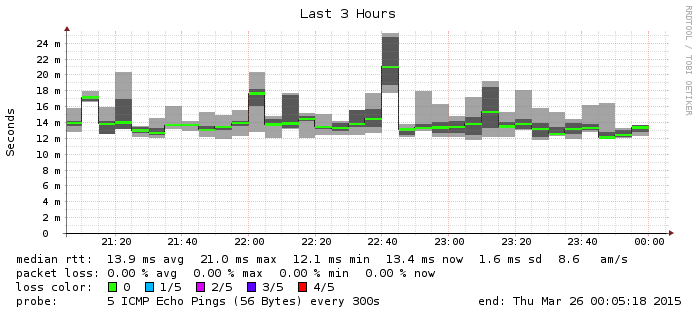 Last 3 Hours
RRDTOOL / TOBI OETIKER
Seconds
24 m
22 m
20 m
18 m
16 m
14 m
12 m
10 m
8 m
6 m
4 m
2 m
0
21:20 21:40 22:00 22:20 22:40 23:00 23:20 23:40 00:00
median rtt: 13.9 ms avg 21.0 ms max 12.1 ms min 13.4 ms now 1.6 ms sd 8.6 am/s
packet loss: 0.00 % avg 0.00 % max 0.00 % min 0.00 % now
loss color: 0 1/5 2/5 3/5 4/5
probe: 5 ICMP Echo Pings (56 Bytes) every 300s end: Thu Mar 26 00:05:18 2015